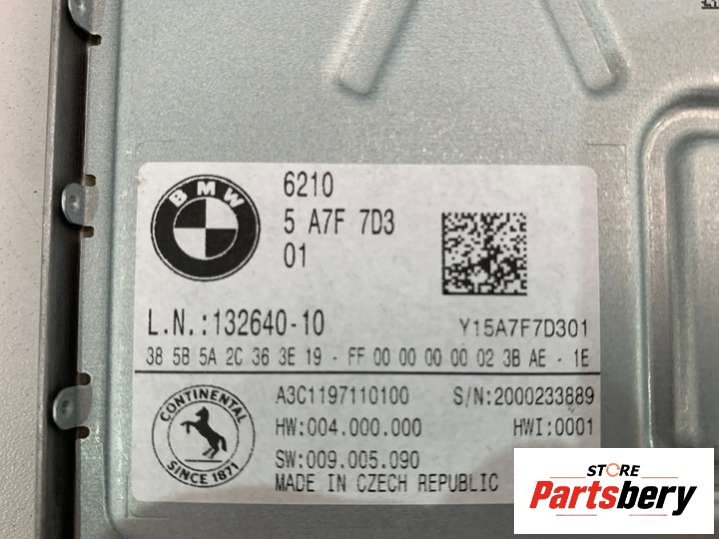 BMW
6210
5 A7F 7D3
01
L.N.:132640-10
Y15A7F7D301
38 5B 5A 2C 36 3E 19 - FF 00 00 00 00 02 3B AE - 1E
CONTINENTAL
SINCE 1871
A3C1197110100 S/N:2000233889
HW:004.000.000 HWI:0001
SW:009.005.090
MADE IN CZECH REPUBLIC
STORE
Partsbery